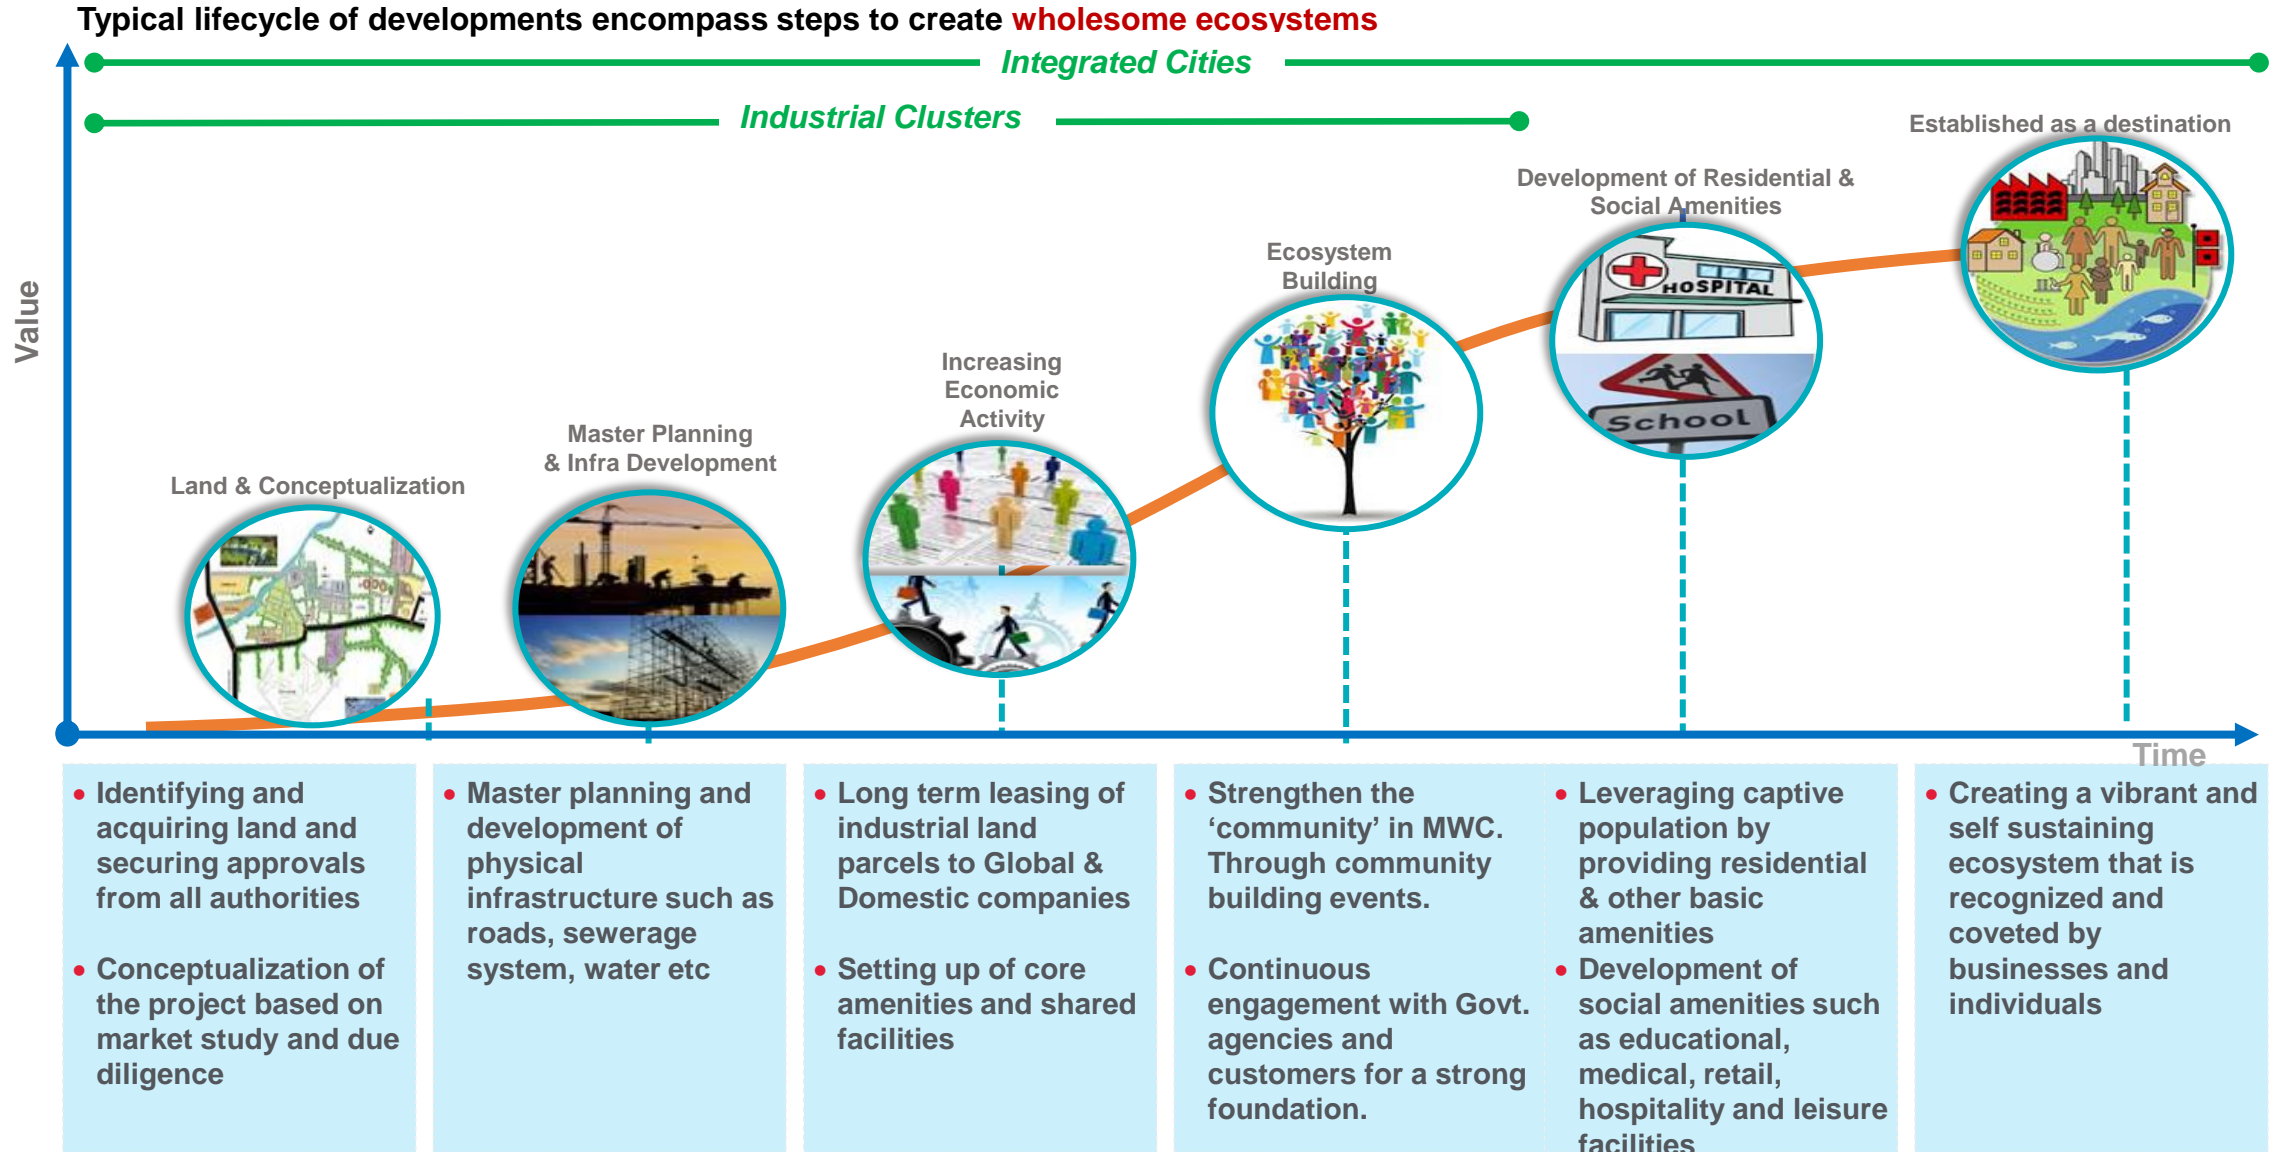 Typical lifecycle of developments encompass steps to create wholesome ecosystems
Integrated Cities
Industrial Clusters
Established as a destination
Development of Residential &
Social Amenities
Ecosystem
Building
Increasing
Economic
Activity
Master Planning
& Infra Development
Land & Conceptualization
HOSPITAL
School
Value
Time
• Identifying and
acquiring land and
securing approvals
from all authorities
• Conceptualization of
the project based on
market study and due
diligence
• Master planning and
development of
physical
infrastructure such as
roads, sewerage
system, water etc
• Long term leasing of
industrial land
parcels to Global &
Domestic companies
• Setting up of core
amenities and shared
facilities
• Strengthen the
‘community’ in MWC.
Through community
building events.
• Continuous
engagement with Govt.
agencies and
customers for a strong
foundation.
• Leveraging captive
population by
providing residential
& other basic
amenities
• Development of
social amenities such
as educational,
medical, retail,
hospitality and leisure
facilities
• Creating a vibrant and
self sustaining
ecosystem that is
recognized and
coveted by
businesses and
individuals